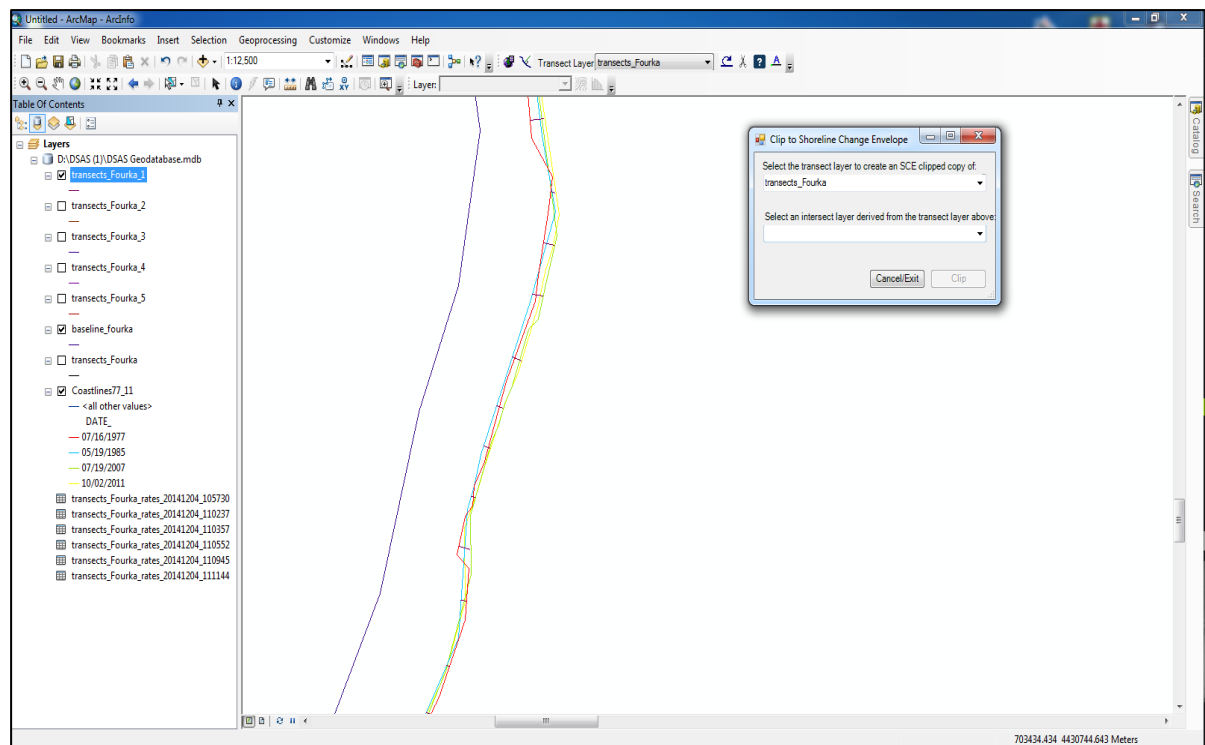 Untitled - ArcMap - ArcInfo
File Edit View Bookmarks Insert Selection Geoprocessing Customize Windows Help
1:12,500
Transect Layer transects_Fourka
Layer:
Table Of Contents
Layers
D:\DSAS (1)\DSAS Geodatabase.mdb
transects_Fourka_1
transects_Fourka_2
transects_Fourka_3
transects_Fourka_4
transects_Fourka_5
baseline_fourka
transects_Fourka
Coastlines77_11
<all other values>
DATE_
07/16/1977
05/19/1985
07/19/2007
10/02/2011
transects_Fourka_rates_20141204_105730
transects_Fourka_rates_20141204_110237
transects_Fourka_rates_20141204_110357
transects_Fourka_rates_20141204_110552
transects_Fourka_rates_20141204_110945
transects_Fourka_rates_20141204_111144
Clip to Shoreline Change Envelope
Select the transect layer to create an SCE clipped copy of:
transects_Fourka
Select an intersect layer derived from the transect layer above:
Cancel/Exit Clip
Catalog
Search
703434.434 4430744.643 Meters